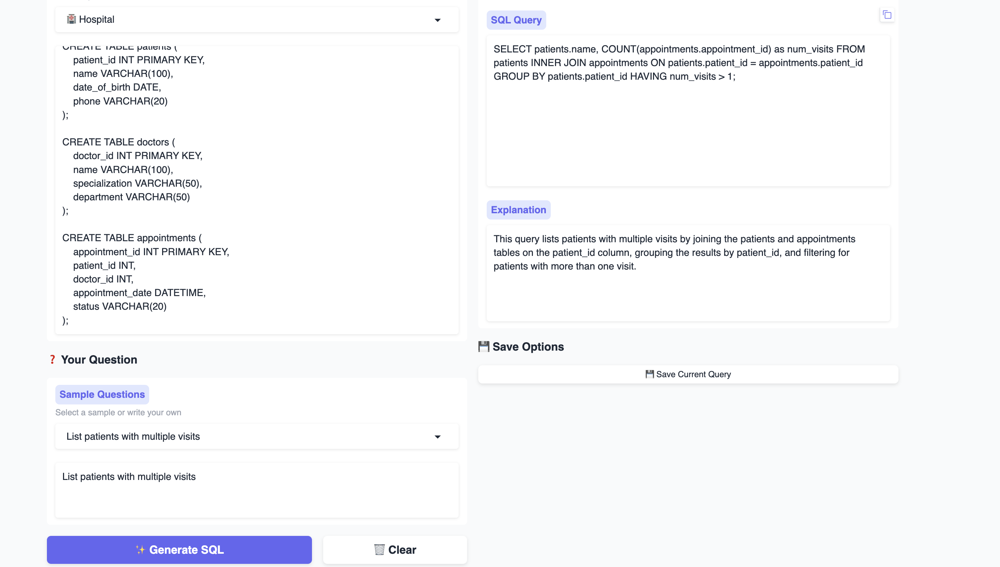 Hospital
CREATE TABLE patients (
patient_id INT PRIMARY KEY,
name VARCHAR(100),
date_of_birth DATE,
phone VARCHAR(20)
);
CREATE TABLE doctors (
doctor_id INT PRIMARY KEY,
name VARCHAR(100),
specialization VARCHAR(50),
department VARCHAR(50)
);
CREATE TABLE appointments (
appointment_id INT PRIMARY KEY,
patient_id INT,
doctor_id INT,
appointment_date DATETIME,
status VARCHAR(20)
);
❓ Your Question
Sample Questions
Select a sample or write your own
List patients with multiple visits
List patients with multiple visits
✨ Generate SQL
🗑️ Clear
SQL Query
SELECT patients.name, COUNT(appointments.appointment_id) as num_visits FROM
patients INNER JOIN appointments ON patients.patient_id = appointments.patient_id
GROUP BY patients.patient_id HAVING num_visits > 1;
Explanation
This query lists patients with multiple visits by joining the patients and appointments
tables on the patient_id column, grouping the results by patient_id, and filtering for
patients with more than one visit.
💾 Save Options
💾 Save Current Query